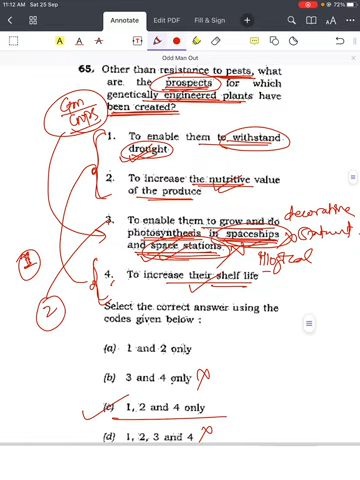 11:12 AM Sat 25 Sep
22%
Annotate
Prepare
Fill & Sign
Odd Man Out
65. Other than resistance to pests, what
are the prospects for which
genetically engineered plants have
been created?
Gm
Crops
1. To enable them to withstand
drought
2. To increase the nutritive value
of the produce
3. To enable them to grow and do
photosynthesis in spaceships
and space stations
decorative
Illogical
4. To increase their shelf life
1
2
Select the correct answer using the
codes given below :
(a) 1 and 2 only
(b) 3 and 4 only
(c) 1, 2 and 4 only
(d) 1, 2, 3 and 4